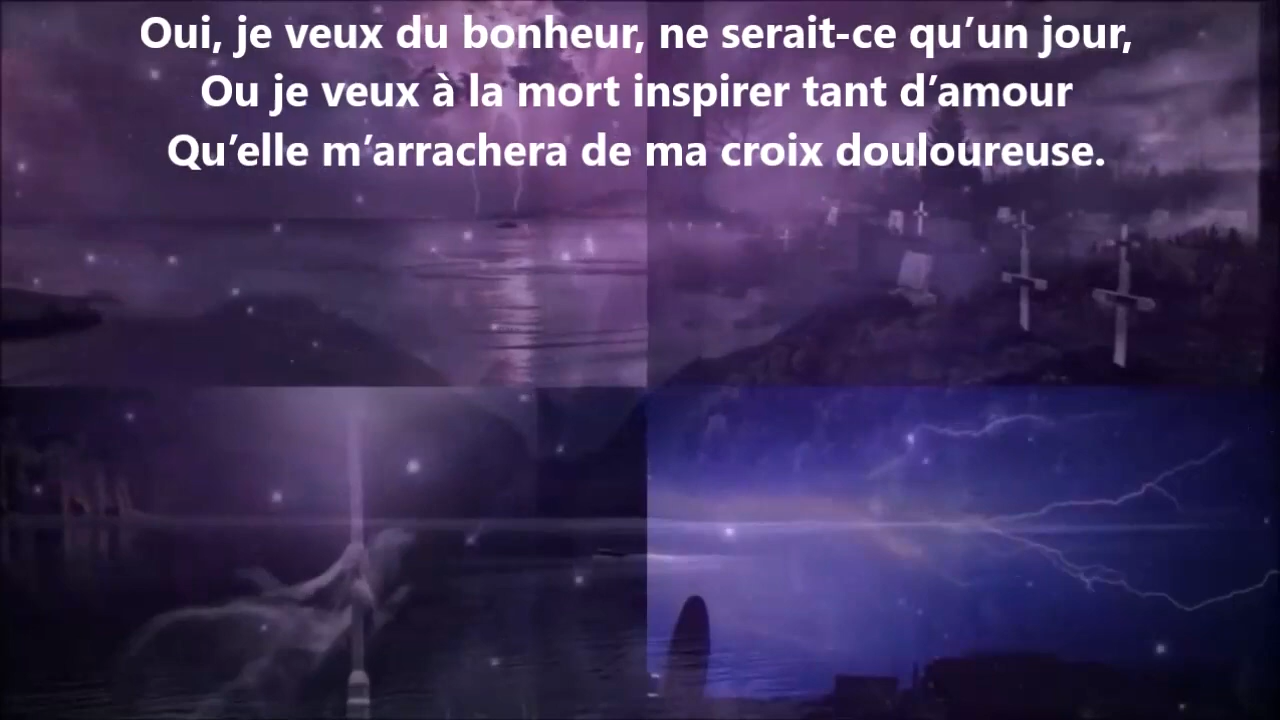 Oui, je veux du bonheur, ne serait-ce qu’un jour,
Ou je veux à la mort inspirer tant d’amour
Qu’elle m’arrachera de ma croix douloureuse.